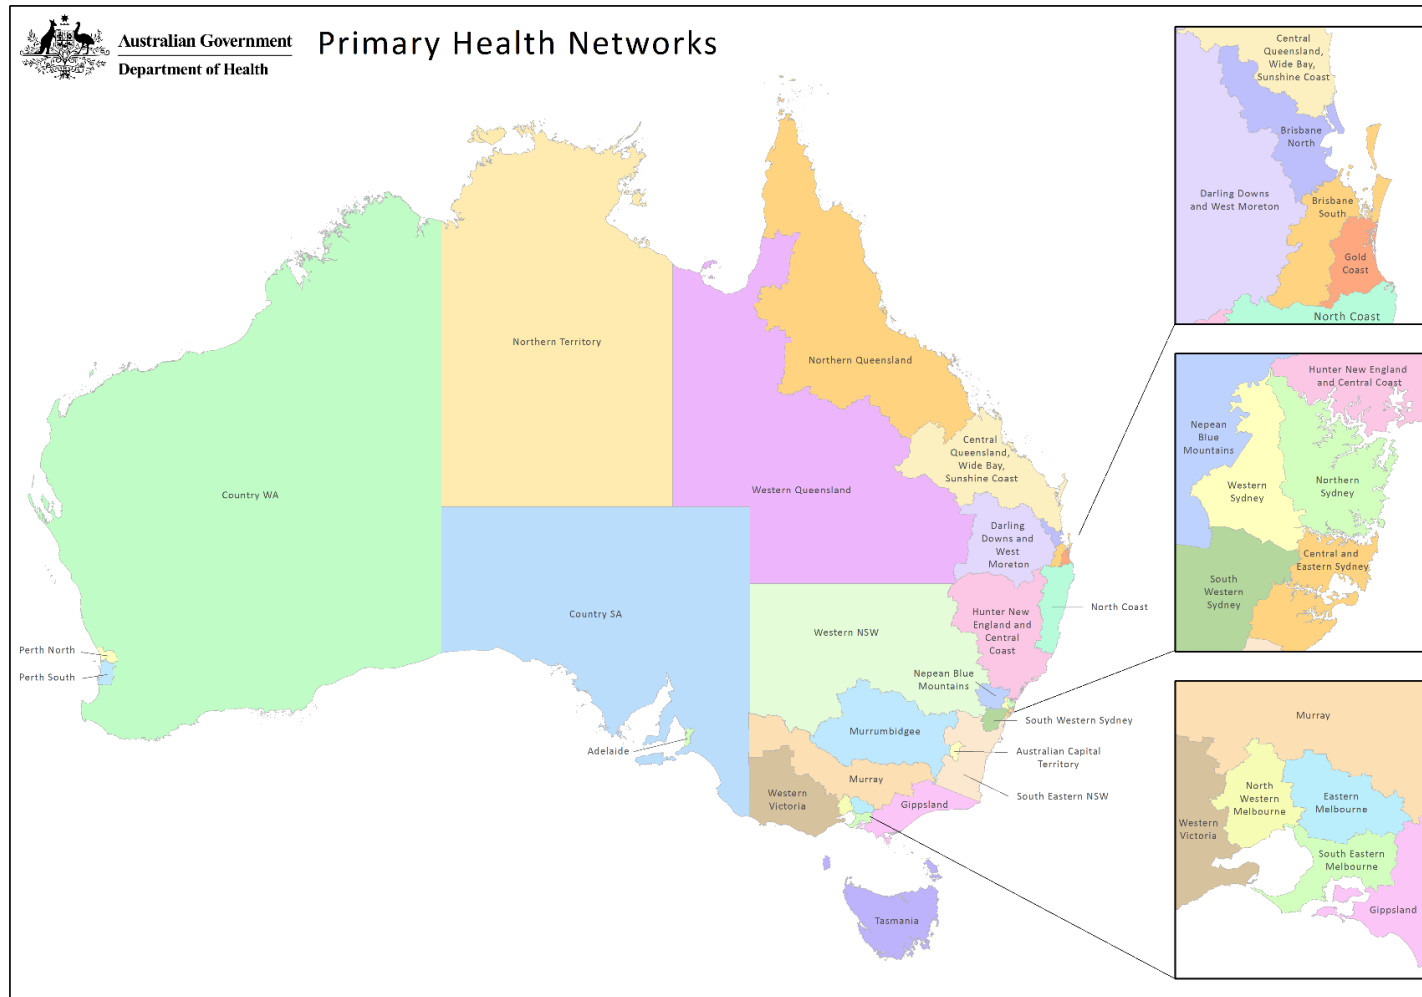 Australian Government
Department of Health
Primary Health Networks
Northern Territory
Northern Queensland
Central
Queensland,
Wide Bay,
Sunshine Coast
Country WA
Western Queensland
Darling
Downs and
West
Moreton
Country SA
North Coast
Hunter New
England and
Central
Coast
Western NSW
Perth North
Perth South
Nepean Blue
Mountains
South Western Sydney
Murrumbidgee
Adelaide
Australian Capital
Territory
Murray
South Eastern NSW
Western
Victoria
Gippsland
Tasmania
Central
Queensland,
Wide Bay,
Sunshine Coast
Brisbane
North
Darling Downs
and West Moreton
Brisbane
South
Gold
Coast
North Coast
Hunter New England
and Central Coast
Nepean
Blue
Mountains
Western
Sydney
Northern
Sydney
Central and
Eastern Sydney
South
Western
Sydney
Murray
North
Western
Melbourne
Eastern
Melbourne
Western
Victoria
South Eastern
Melbourne
Gippsland